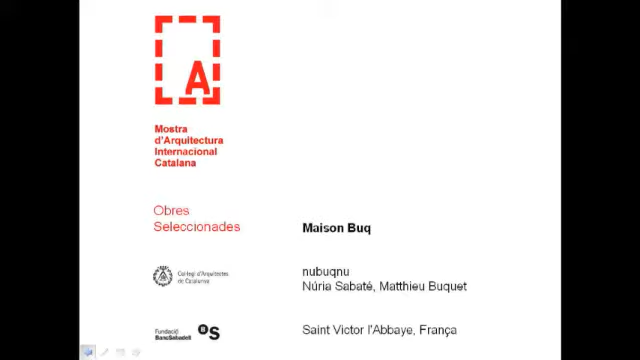 A
Mostra
d'Arquitectura
Internacional
Catalana
Obres
Seleccionades
Maison Buq
Col·legi d'Arquitectes
de Catalunya
nubuqnu
Núria Sabaté, Matthieu Buquet
Fundació
BancSabadell
BS
Saint Victor l'Abbaye, França